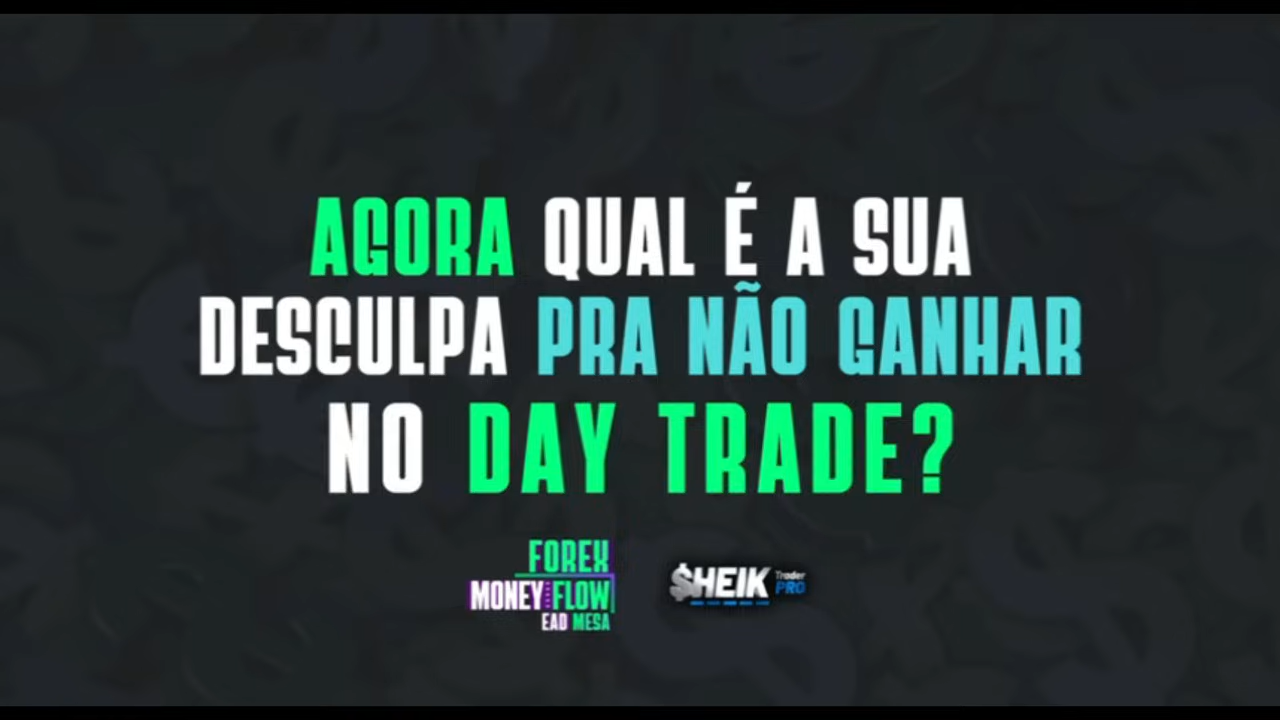 AGORA QUAL É A SUA
DESCULPA PRA NÃO GANHAR
NO DAY TRADE?
FOREX
MONEY FLOW
EAD MESA
$HEIK Trader
PRO